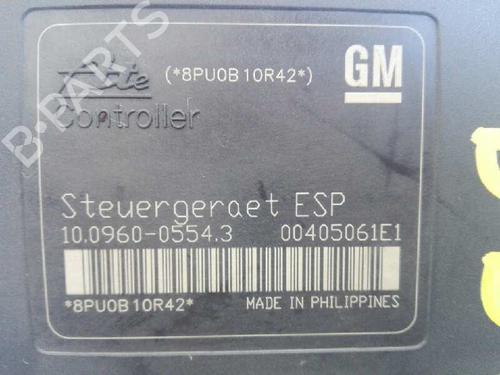 B-PARTS
Ate (*8PU0B10R42*) GM
Controller
Steuergeraet ESP
10.0960-0554.3 00405061E1
*8PU0B10R42* MADE IN PHILIPPINES